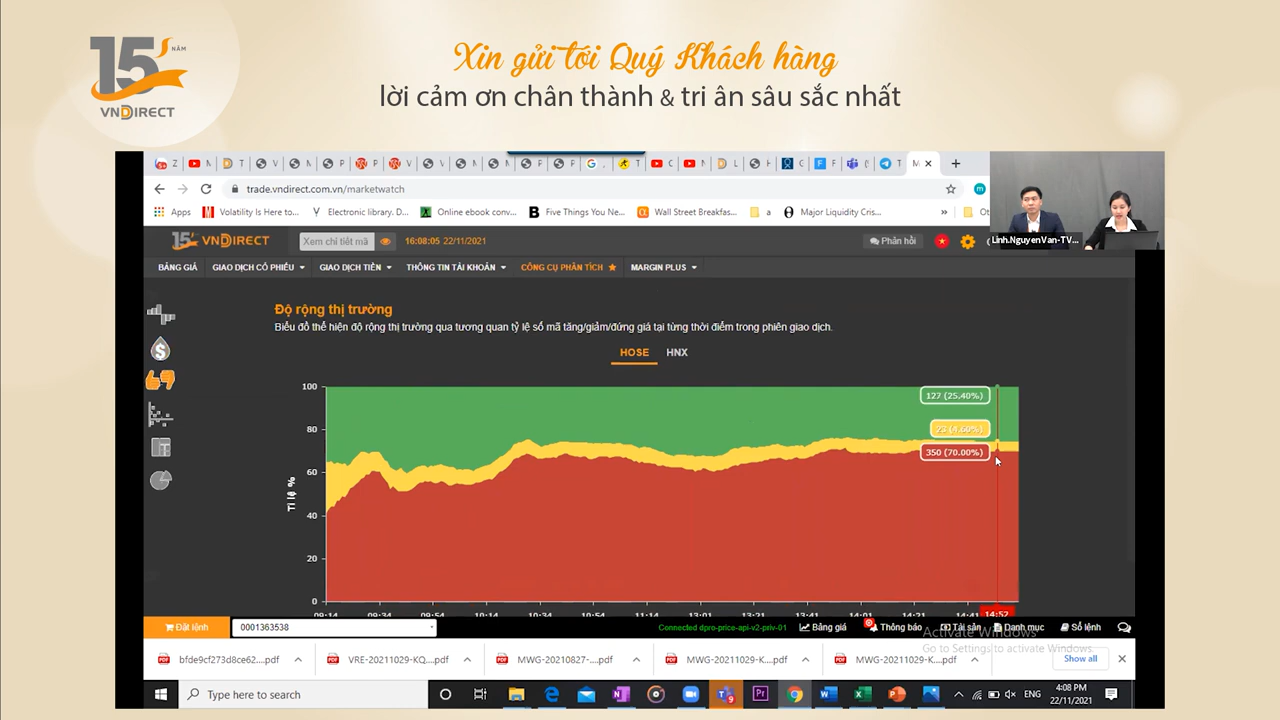 15 NĂM
VNDIRECT
Xin gửi tới Quý Khách hàng
lời cảm ơn chân thành & tri ân sâu sắc nhất
trade.vndirect.com.vn/marketwatch
Apps
Volatility Is Here to...
Electronic library. D...
Online ebook conv...
Five Things You Ne...
Wall Street Breakfas...
a
Major Liquidity Cris...
»
Linh.NguyenVan-TV...
15 VNDIRECT
Xem chi tiết mã
16:08:05 22/11/2021
Phản hồi
BẢNG GIÁ
GIAO DỊCH CỔ PHIẾU
GIAO DỊCH TIỀN
THÔNG TIN TÀI KHOẢN
CÔNG CỤ PHÂN TÍCH
MARGIN PLUS
Độ rộng thị trường
Biểu đồ thể hiện độ rộng thị trường qua tương quan tỷ lệ số mã tăng/giảm/đứng giá tại từng thời điểm trong phiên giao dịch.
HOSE
HNX
100
80
60
40
20
0
Tỉ lệ %
127 (25.40%)
23 (4.60%)
350 (70.00%)
09:14
09:34
09:54
10:14
10:34
10:54
11:14
13:01
13:21
13:41
14:01
14:21
14:41
14:57
Đặt lệnh
0001363538
Connected dpro-price-api-v2-priv-01
Bảng giá
Thông báo
Tài sản
Danh mục
Sổ lệnh
Activate Windows
Go to Settings to activate Windows.
bfde9cf273d8ce62....pdf
VRE-20211029-KQ....pdf
MWG-20210827-....pdf
MWG-20211029-K....pdf
MWG-20211029-K....pdf
Show all
Type here to search
ENG
4:08 PM
22/11/2021